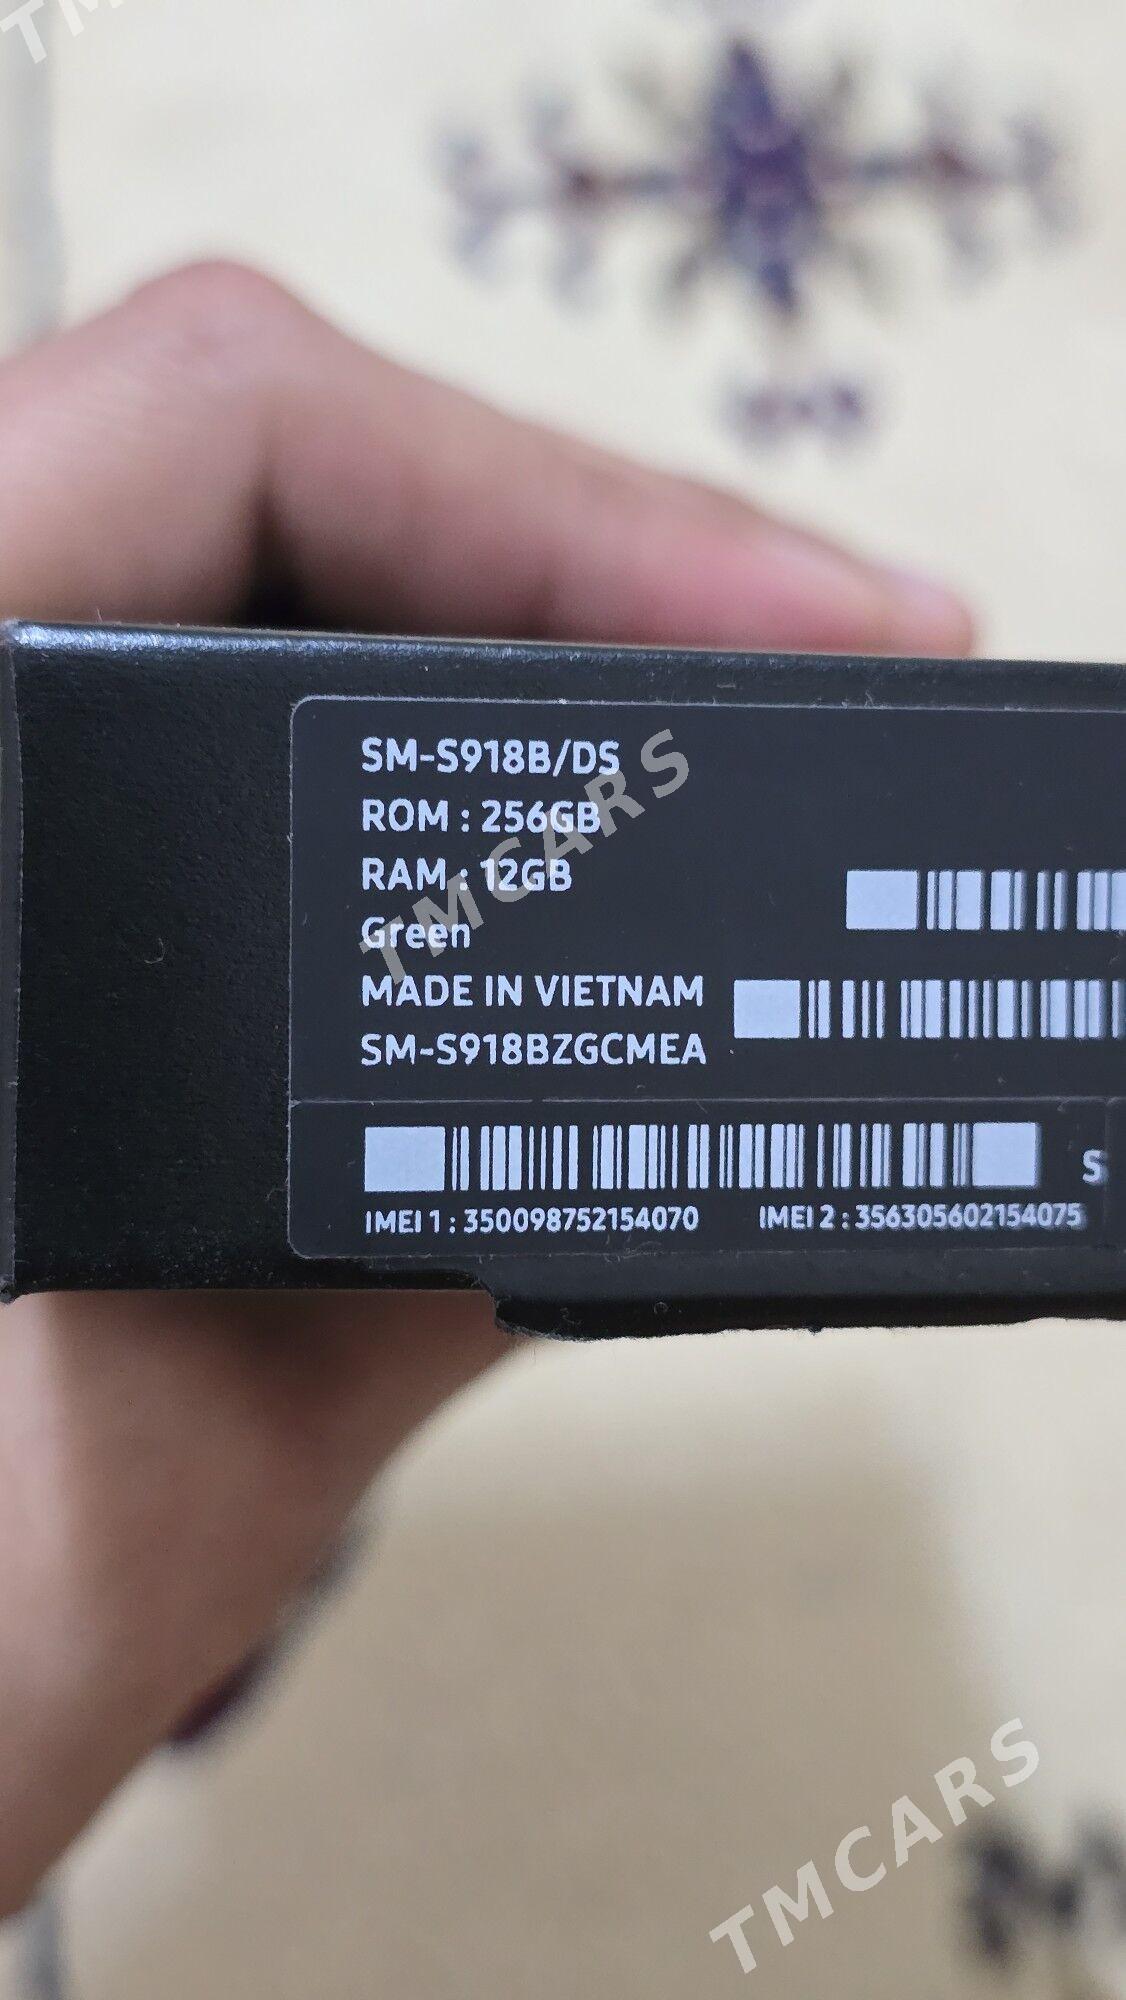 TM
SM-S918B/DS
ROM : 256GB
RAM : 12GB
Green
MADE IN VIETNAM
SM-S918BZGCMEA
IMEI 1 : 350098752154070 IMEI 2 : 356305602154075
S
TMCARS
TMCARS